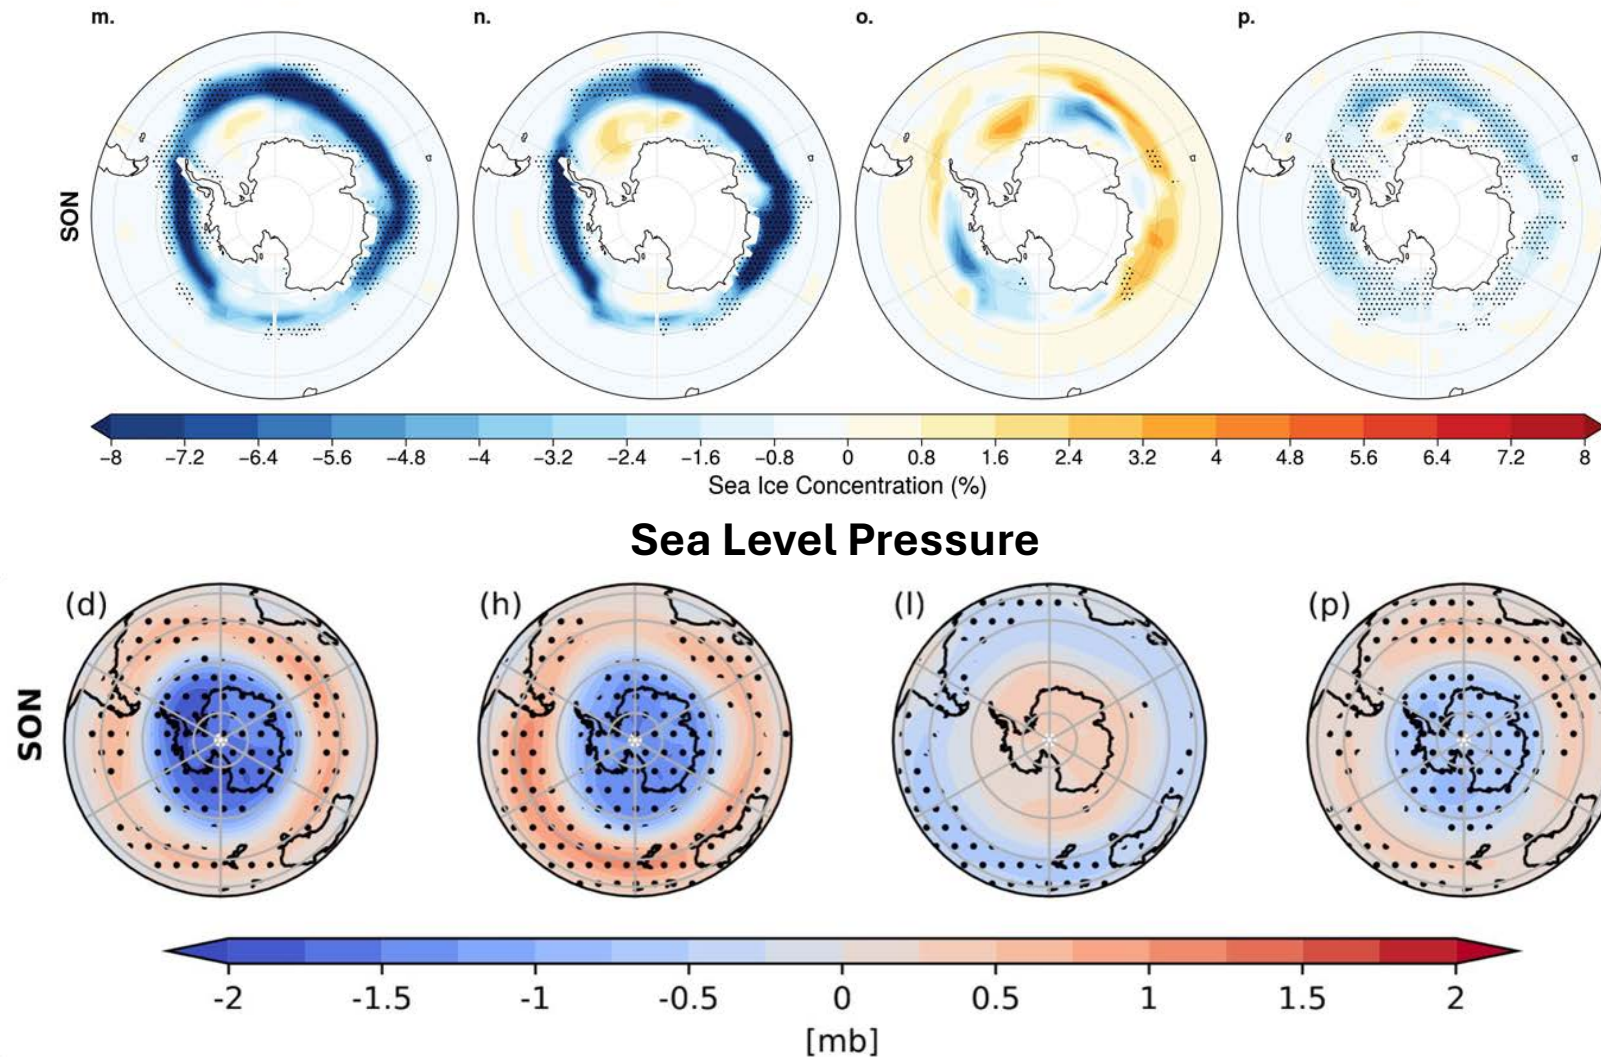 m. n. o. p.
SON
−8 −7.2 −6.4 −5.6 −4.8 −4 −3.2 −2.4 −1.6 −0.8 0 0.8 1.6 2.4 3.2 4 4.8 5.6 6.4 7.2 8
Sea Ice Concentration (%)
Sea Level Pressure
(d) (h) (l) (p)
SON
-2 -1.5 -1 -0.5 0 0.5 1 1.5 2
[mb]